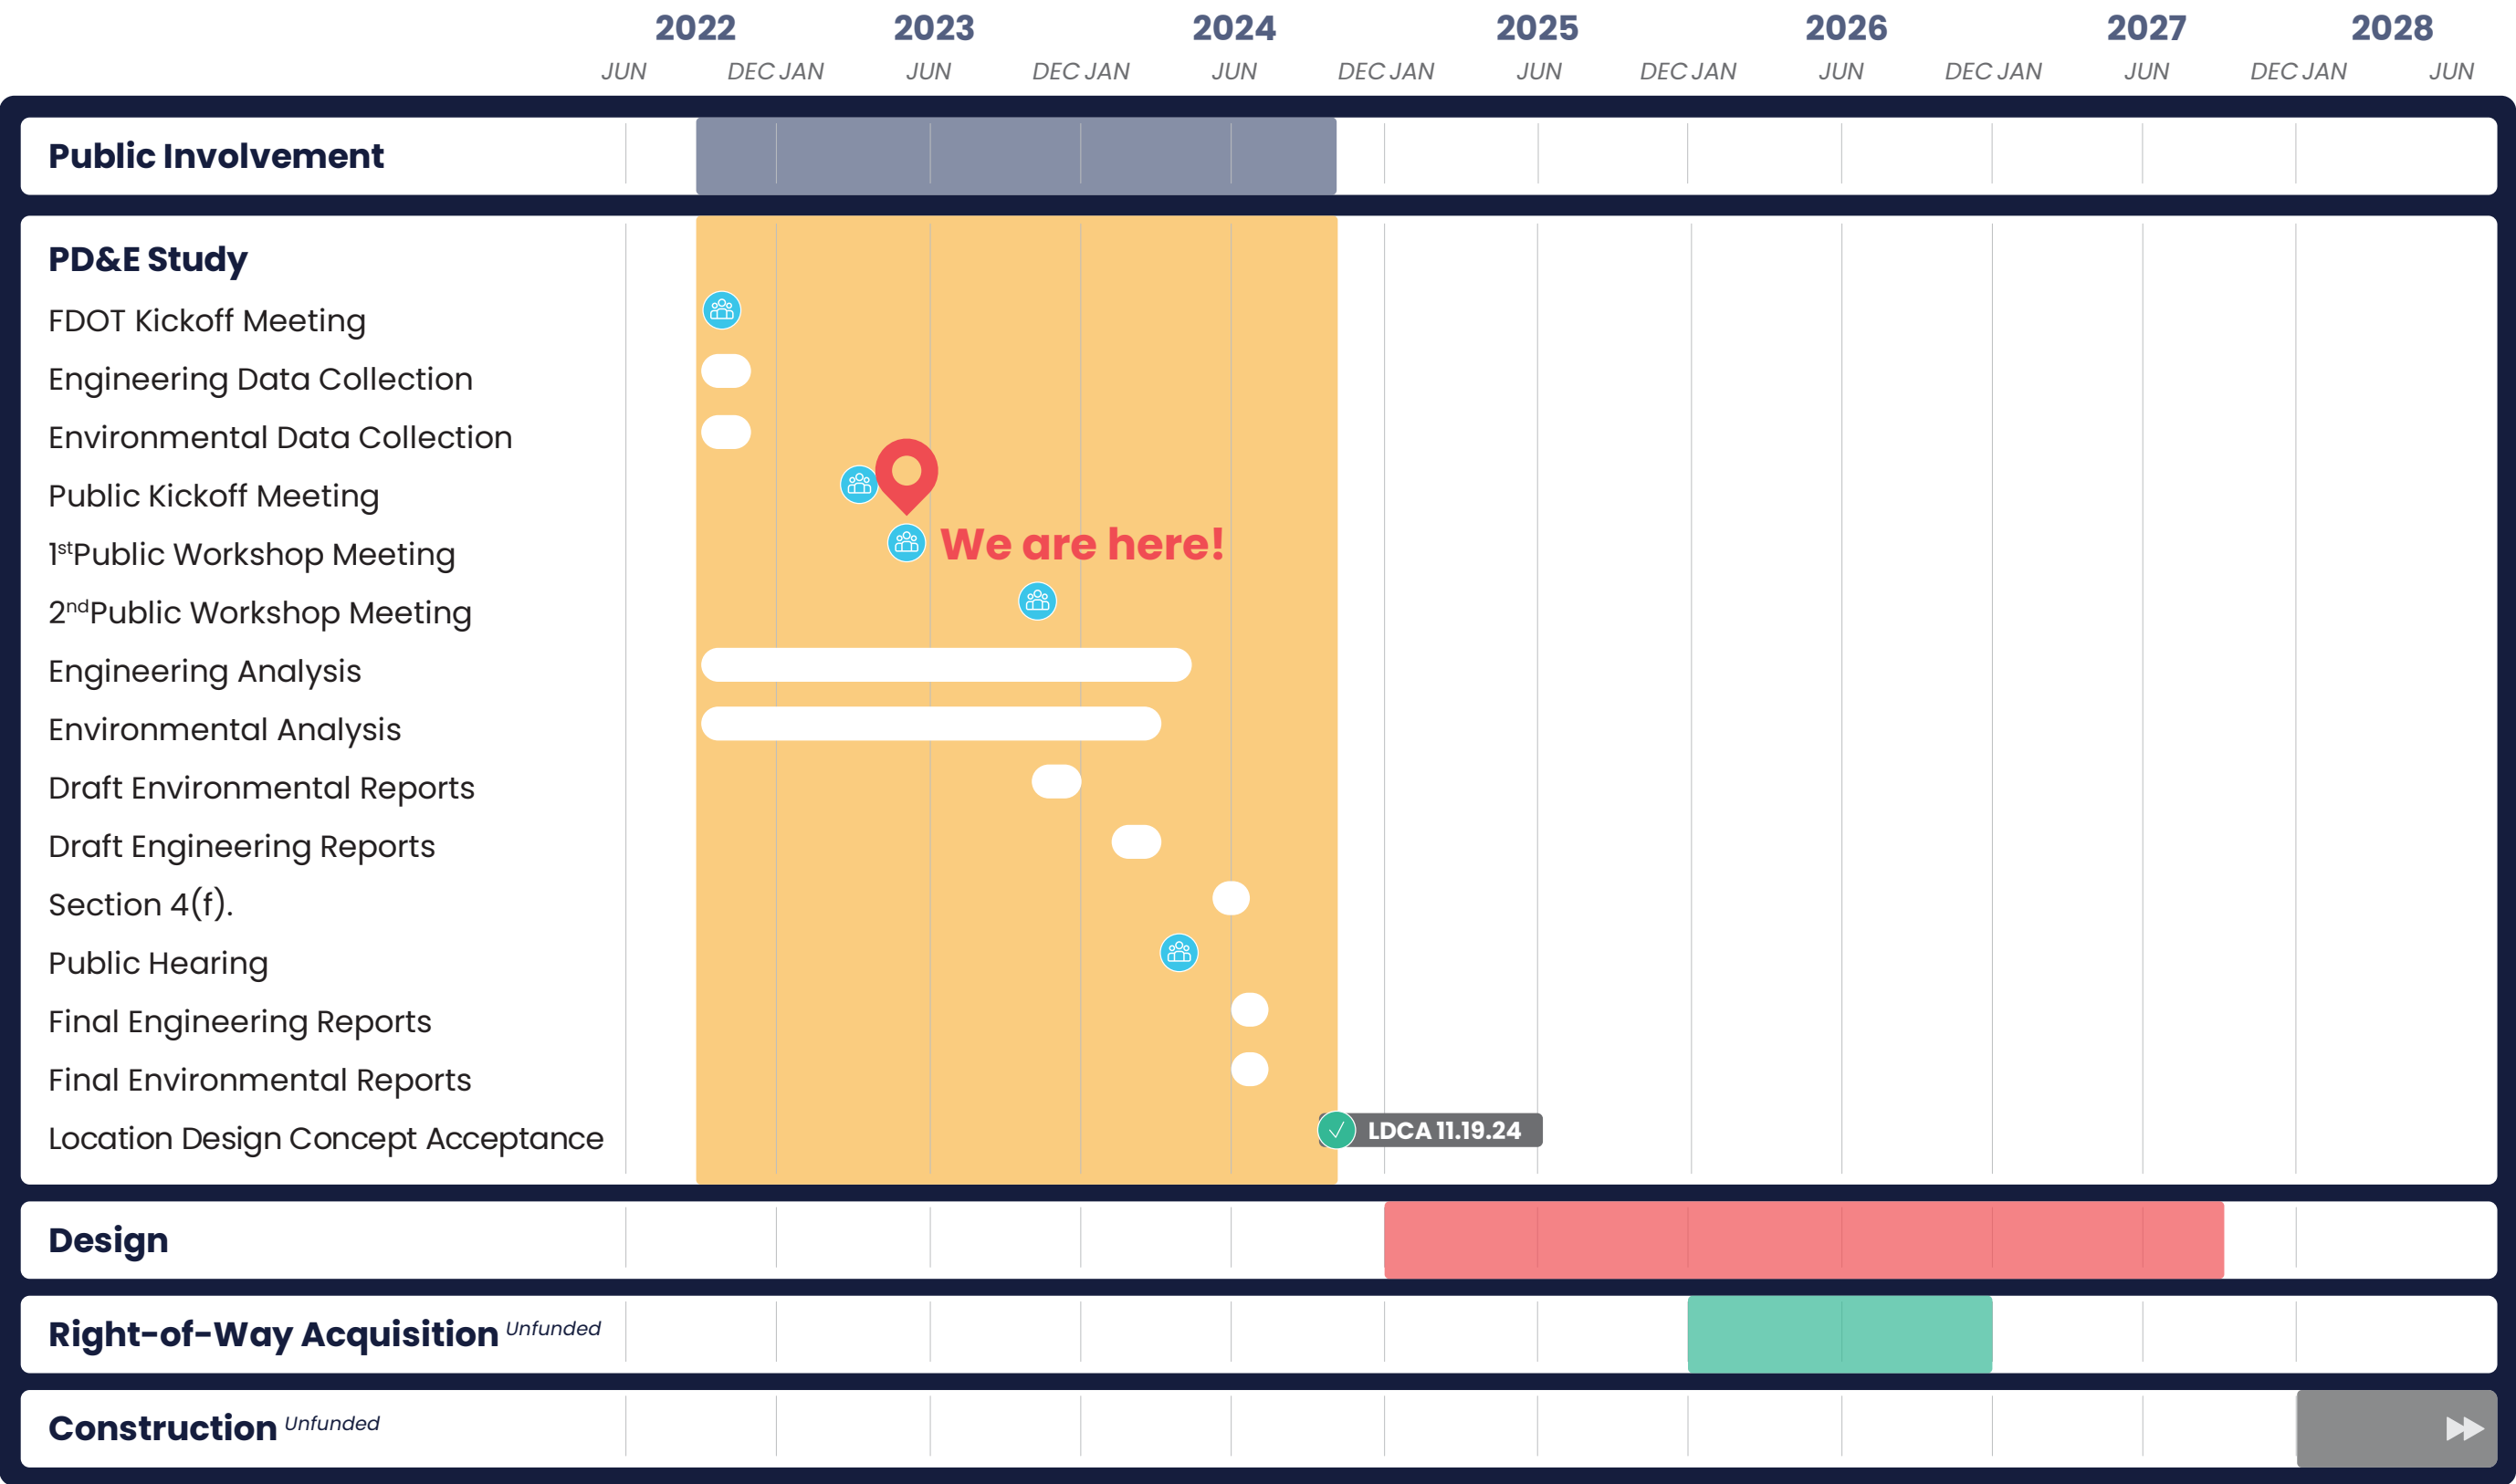 2022 2023 2024 2025 2026 2027 2028
JUN DEC JAN JUN DEC JAN JUN DEC JAN JUN DEC JAN JUN DEC JAN JUN DEC JAN JUN
Public Involvement
PD&E Study
FDOT Kickoff Meeting
Engineering Data Collection
Environmental Data Collection
Public Kickoff Meeting
1stPublic Workshop Meeting We are here!
2ndPublic Workshop Meeting
Engineering Analysis
Environmental Analysis
Draft Environmental Reports
Draft Engineering Reports
Section 4(f).
Public Hearing
Final Engineering Reports
Final Environmental Reports
Location Design Concept Acceptance LDCA 11.19.24
Design
Right-of-Way Acquisition Unfunded
Construction Unfunded